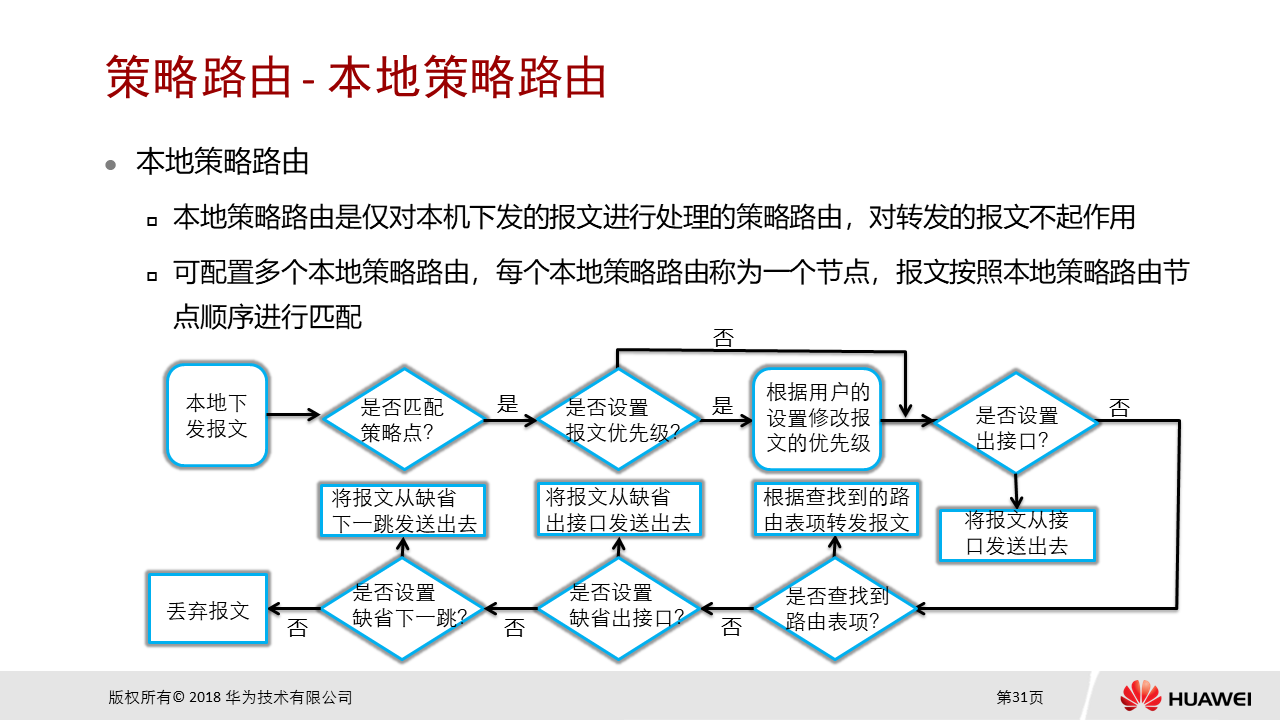 策略路由 - 本地策略路由
本地策略路由
本地策略路由是仅对本机下发的报文进行处理的策略路由，对转发的报文不起作用
可配置多个本地策略路由，每个本地策略路由称为一个节点，报文按照本地策略路由节
点顺序进行匹配
否
本地下
发报文
是否匹配
策略点？
是
是否设置
报文优先级？
是
根据用户的
设置修改报
文的优先级
是否设置
出接口？
否
将报文从缺省
下一跳发送出去
将报文从缺省
出接口发送出去
根据查找到的路
由表项转发报文
将报文从接
口发送出去
丢弃报文
否
是否设置
缺省下一跳？
否
是否设置
缺省出接口？
否
是否查找到
路由表项？
版权所有© 2018 华为技术有限公司
第31页
HUAWEI